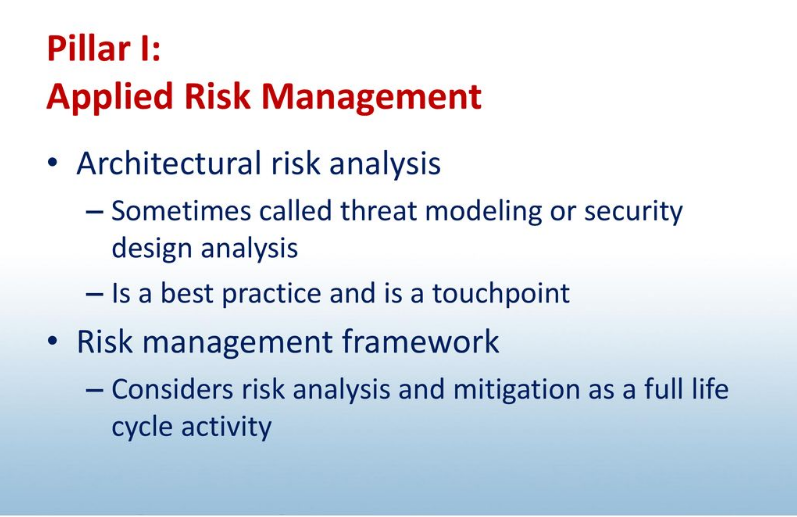 Pillar I:
Applied Risk Management
• Architectural risk analysis
– Sometimes called threat modeling or security
design analysis
– Is a best practice and is a touchpoint
• Risk management framework
– Considers risk analysis and mitigation as a full life
cycle activity